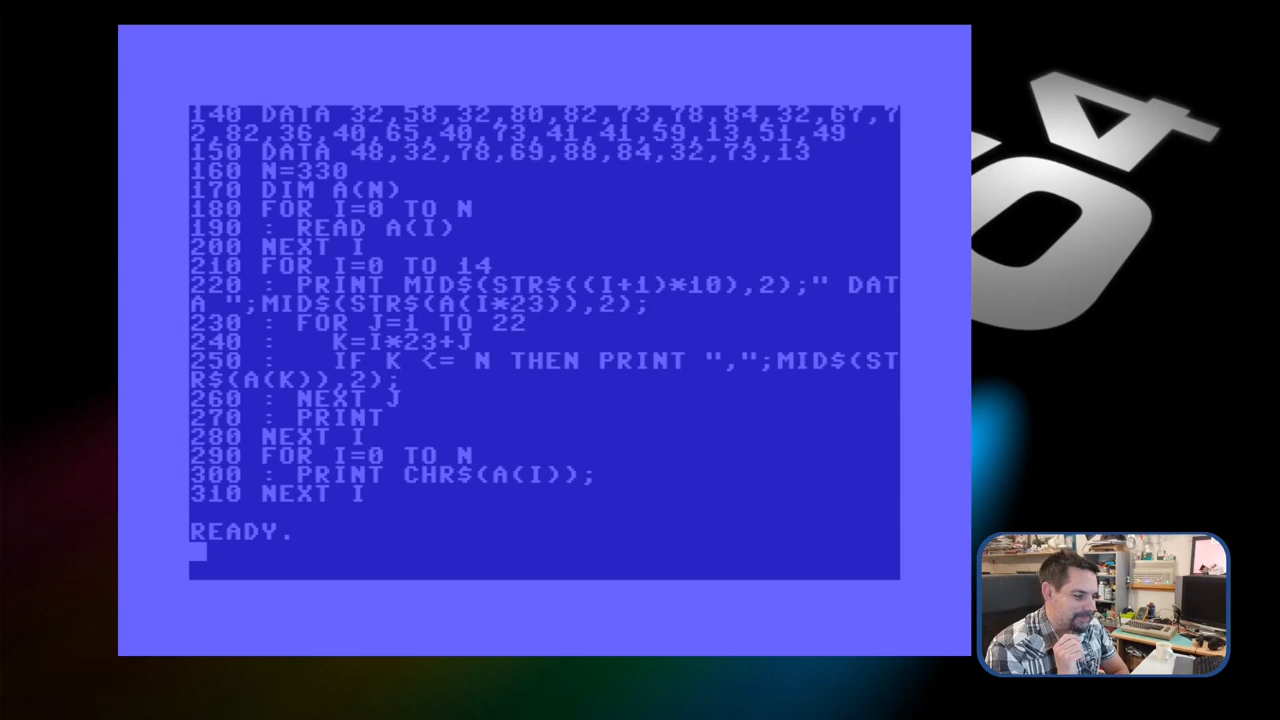 140 DATA 32,58,32,80,82,73,78,84,32,67,7
2,82,36,40,65,40,73,41,41,59,13,51,49
150 DATA 48,32,78,69,88,84,32,73,13
160 N=330
170 DIM A(N)
180 FOR I=0 TO N
190 : READ A(I)
200 NEXT I
210 FOR I=0 TO 14
220 : PRINT MID$(STR$((I+1)*10),2);" DAT
A ";MID$(STR$(A(I*23)),2);
230 : FOR J=1 TO 22
240 :   K=I*23+J
250 :   IF K <= N THEN PRINT ",";MID$(ST
R$(A(K)),2);
260 : NEXT J
270 : PRINT
280 NEXT I
290 FOR I=0 TO N
300 : PRINT CHR$(A(I));
310 NEXT I
READY.